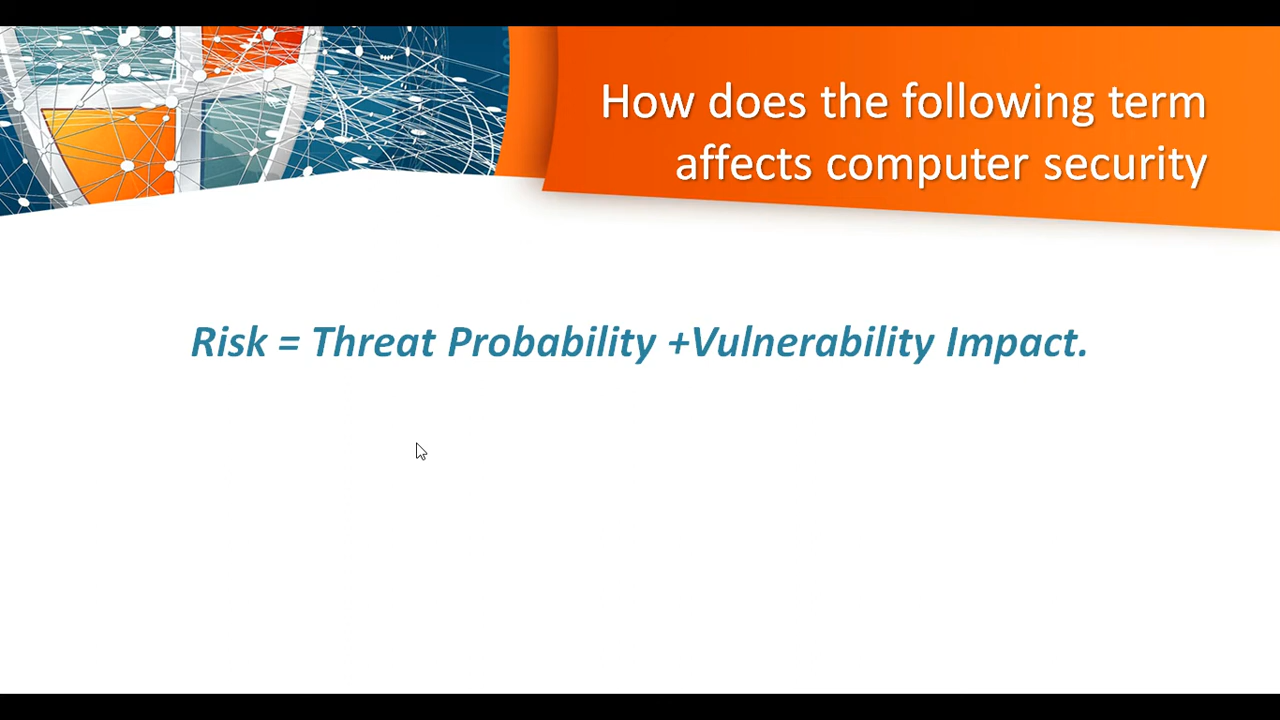 How does the following term
affects computer security
Risk = Threat Probability +Vulnerability Impact.